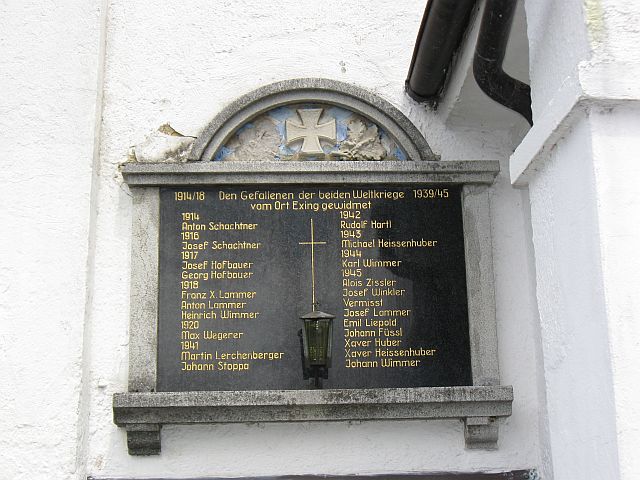 1914/18 Den Gefallenen der beiden Weltkriege 1939/45
vom Ort Exing gewidmet
1914
Anton Schachtner
1916
Josef Schachtner
1917
Josef Hofbauer
Georg Hofbauer
1918
Franz X. Lammer
Anton Lammer
Heinrich Wimmer
1920
Max Wegerer
1941
Martin Lerchenberger
Johann Stoppa
1942
Rudolf Hartl
1943
Michael Heissenhuber
1944
Karl Wimmer
1945
Alois Zissler
Josef Winkler
Vermisst
Josef Lammer
Emil Liepold
Johann Füssl
Xaver Huber
Xaver Heissenhuber
Johann Wimmer